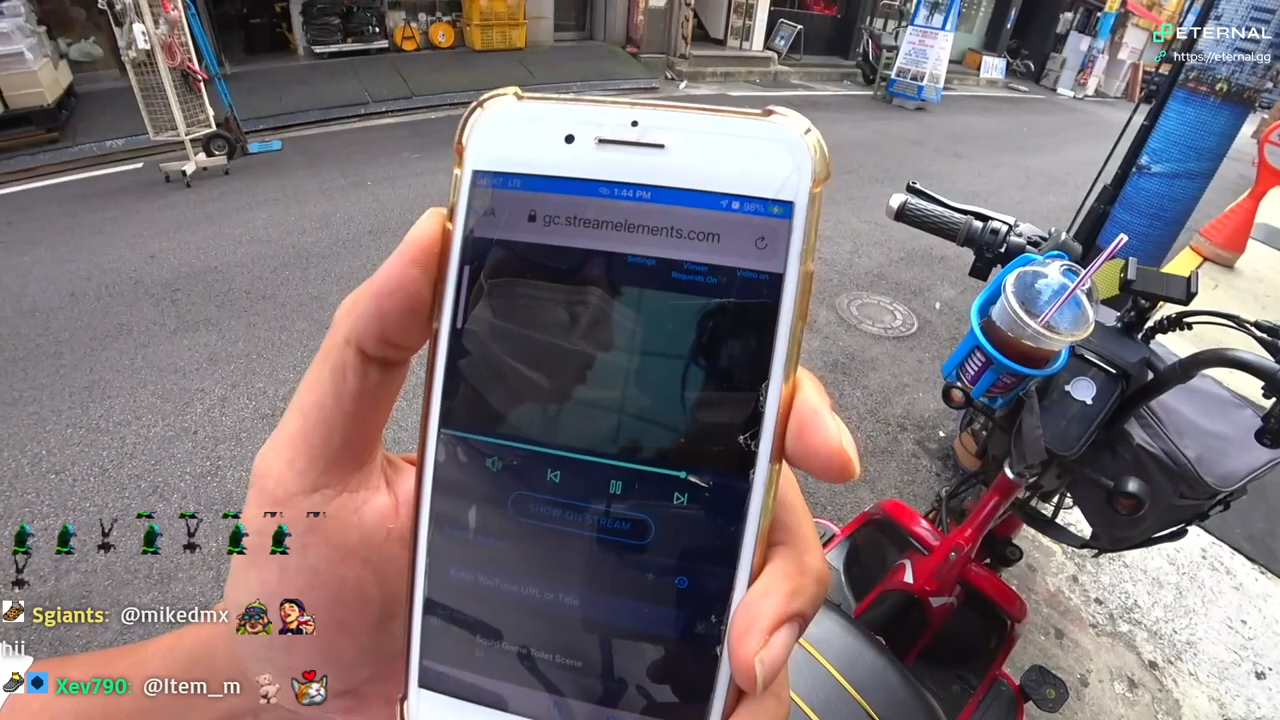 ETERNAL
https://eternal.gg
LTE
1:44 PM
98%
gc.streamelements.com
Settings
Viewer
Requests On
Video on
SHOW ON STREAM
Enter YouTube URL or Title
Squid Game Toilet Scene
Sgiants: @mikedmx
hii
Xev790: @Item_m